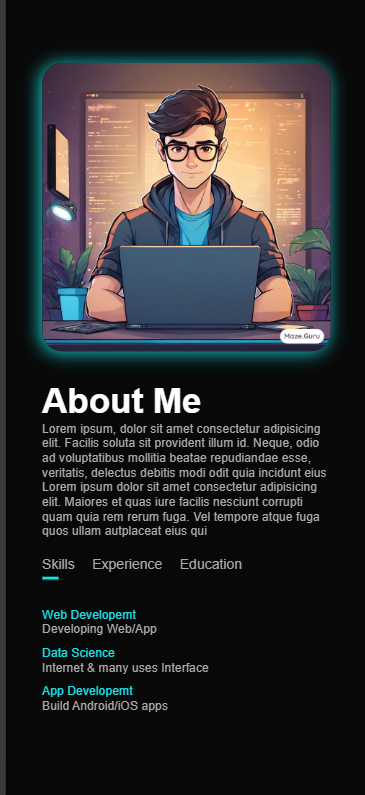 Maze.Guru
About Me
Lorem ipsum, dolor sit amet consectetur adipisicing
elit. Facilis soluta sit provident illum id. Neque, odio
ad voluptatibus mollitia beatae repudiandae esse,
veritatis, delectus debitis modi odit quia incidunt eius
Lorem ipsum dolor sit amet consectetur adipisicing
elit. Maiores et quas iure facilis nesciunt corrupti
quam quia rem rerum fuga. Vel tempore atque fuga
quos ullam autplaceat eius qui
Skills Experience Education
Web Developemt
Developing Web/App
Data Science
Internet & many uses Interface
App Developemt
Build Android/iOS apps